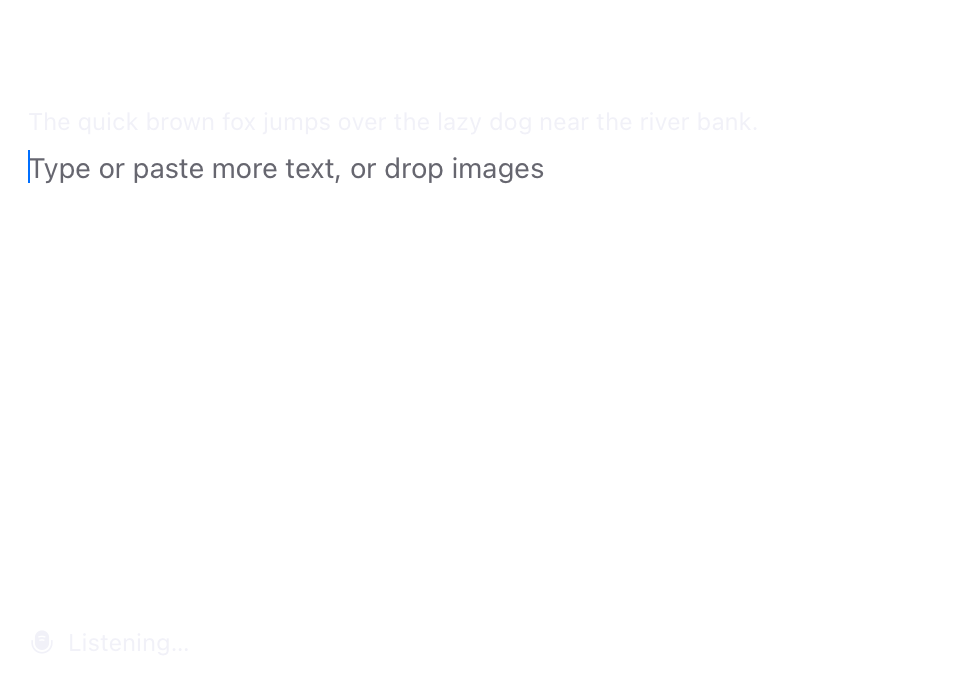 The quick brown fox jumps over the lazy dog near the river bank.
Type or paste more text, or drop images
Listening...